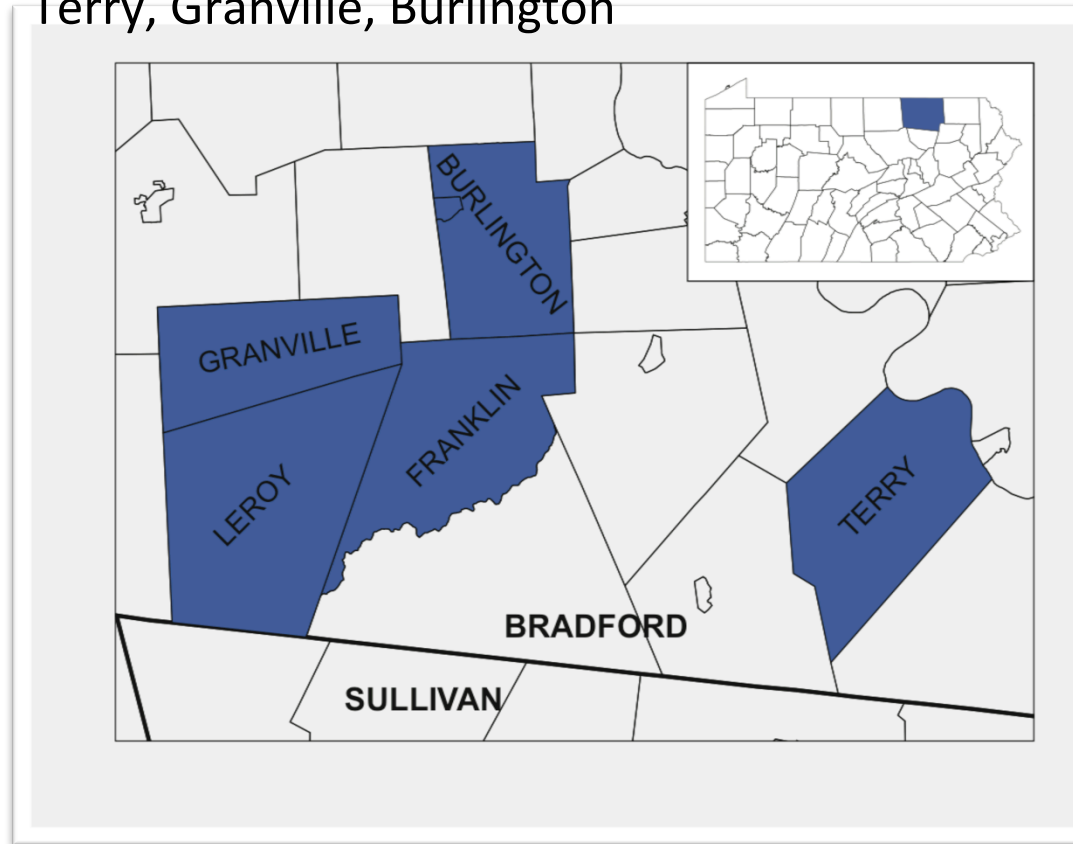 Terry, Granville, Burlington
BURLINGTON
GRANVILLE
FRANKLIN
LEROY
TERRY
BRADFORD
SULLIVAN